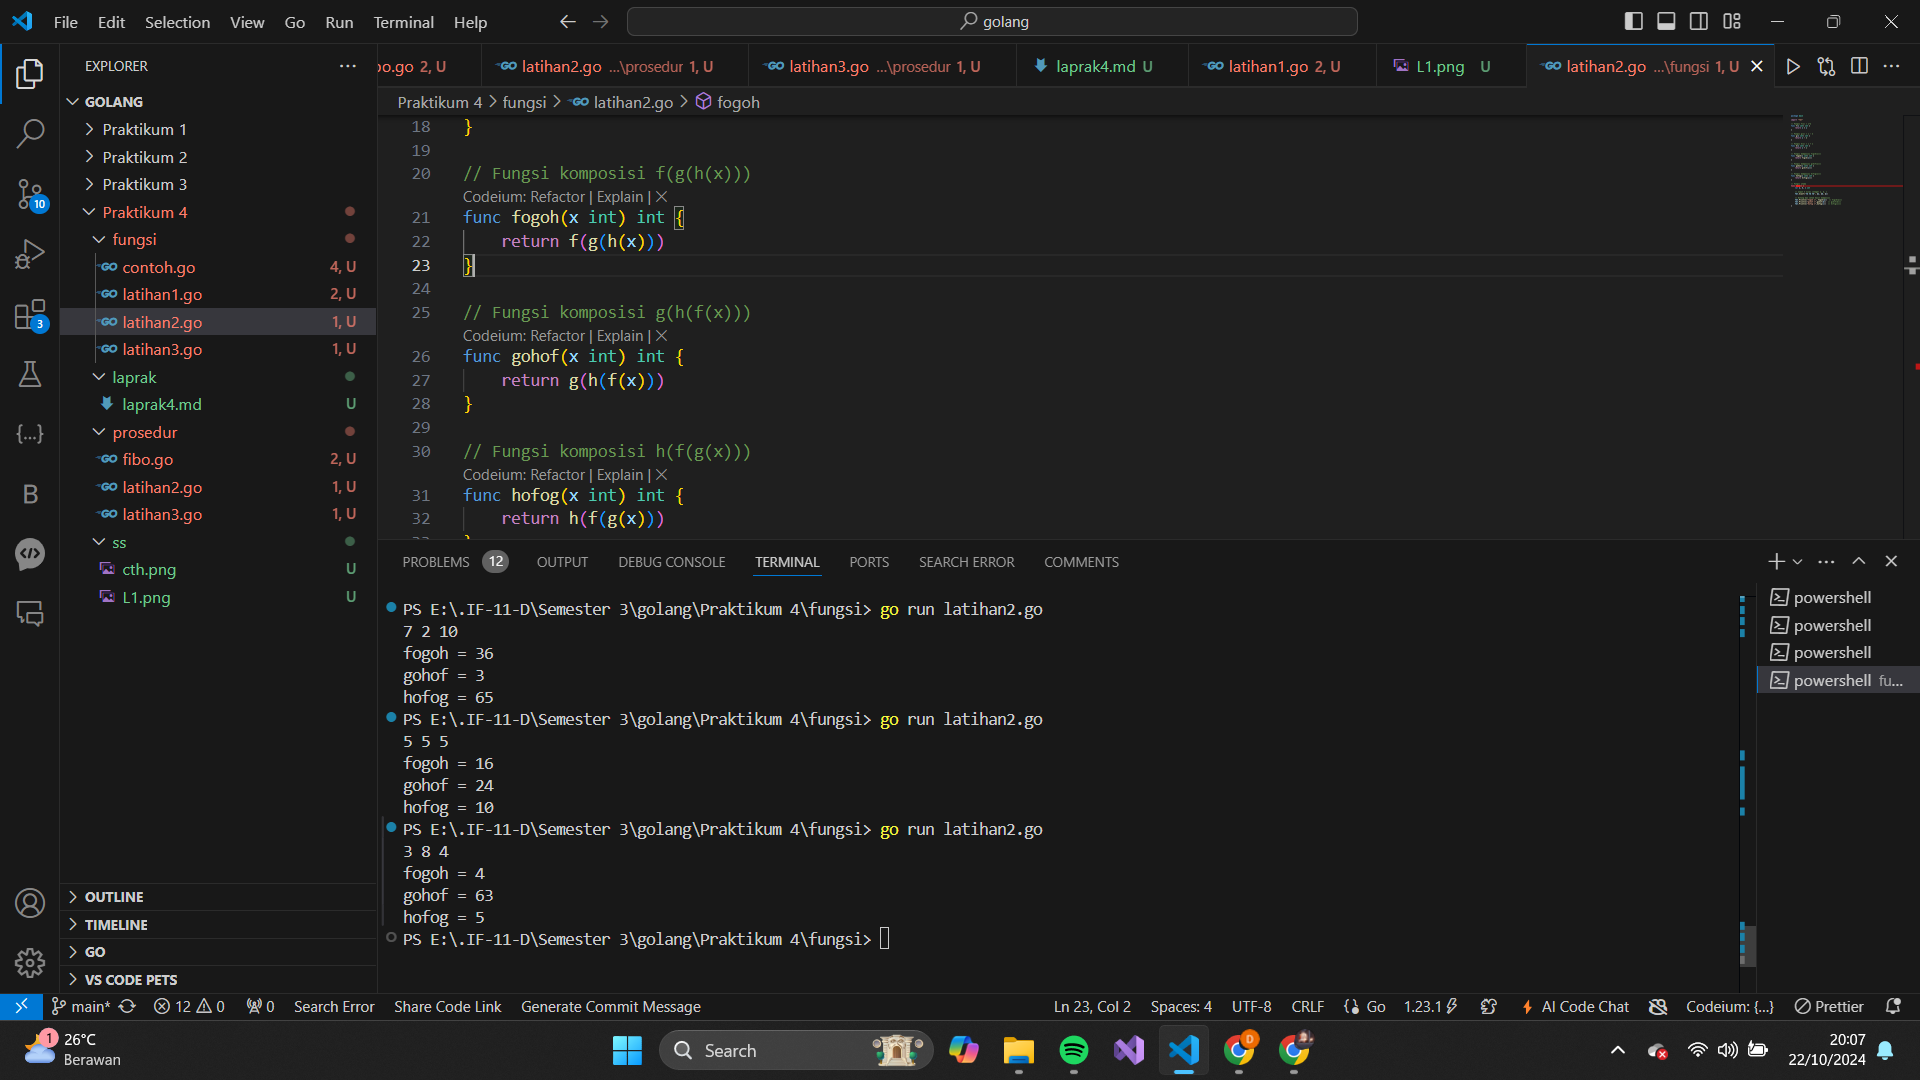 File Edit Selection View Go Run Terminal Help
golang
EXPLORER
GOLANG
Praktikum 1
Praktikum 2
Praktikum 3
Praktikum 4
fungsi
contoh.go 4, U
latihan1.go 2, U
latihan2.go 1, U
latihan3.go 1, U
laprak
laprak4.md U
prosedur
fibo.go 2, U
latihan2.go 1, U
latihan3.go 1, U
ss
cth.png U
L1.png U
OUTLINE
TIMELINE
GO
VS CODE PETS
10
3
bo.go 2, U
latihan2.go ...\prosedur 1, U
latihan3.go ...\prosedur 1, U
laprak4.md U
latihan1.go 2, U
L1.png U
latihan2.go ...\fungsi 1, U
Praktikum 4 > fungsi > latihan2.go > fogoh
18 }
19
20 // Fungsi komposisi f(g(h(x)))
Codeium: Refactor | Explain | X
21 func fogoh(x int) int {
22 return f(g(h(x)))
23 }
24
25 // Fungsi komposisi g(h(f(x)))
Codeium: Refactor | Explain | X
26 func gohof(x int) int {
27 return g(h(f(x)))
28 }
29
30 // Fungsi komposisi h(f(g(x)))
Codeium: Refactor | Explain | X
31 func hofog(x int) int {
32 return h(f(g(x)))
PROBLEMS 12 OUTPUT DEBUG CONSOLE TERMINAL PORTS SEARCH ERROR COMMENTS
PS E:\.IF-11-D\Semester 3\golang\Praktikum 4\fungsi> go run latihan2.go
7 2 10
fogoh = 36
gohof = 3
hofog = 65
PS E:\.IF-11-D\Semester 3\golang\Praktikum 4\fungsi> go run latihan2.go
5 5 5
fogoh = 16
gohof = 24
hofog = 10
PS E:\.IF-11-D\Semester 3\golang\Praktikum 4\fungsi> go run latihan2.go
3 8 4
fogoh = 4
gohof = 63
hofog = 5
PS E:\.IF-11-D\Semester 3\golang\Praktikum 4\fungsi>
powershell
powershell
powershell
powershell fu...
main* 12 0 0 Search Error Share Code Link Generate Commit Message
Ln 23, Col 2 Spaces: 4 UTF-8 CRLF Go 1.23.1 AI Code Chat Codeium: {...} Prettier
1
26°C
Berawan
Search
D
20:07
22/10/2024